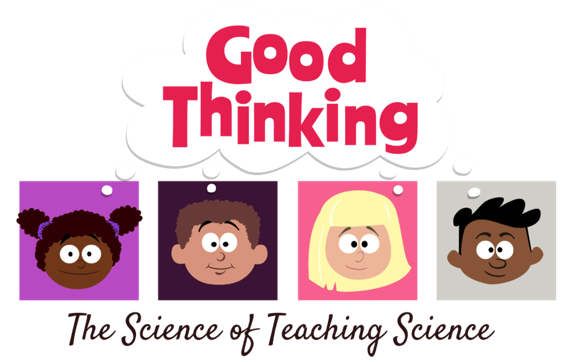 Good
Thinking
The Science of Teaching Science